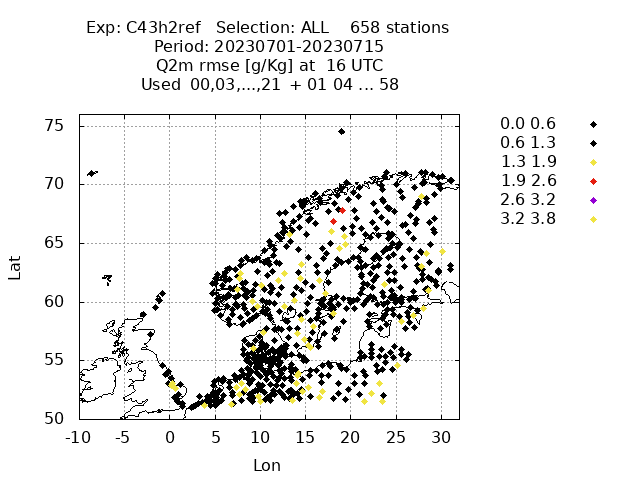 Exp: C43h2ref   Selection: ALL    658 stations
Period: 20230701-20230715
Q2m rmse [g/Kg] at  16 UTC
Used  00,03,...,21  + 01 04 ... 58
75
70
65
60
55
50
Lat
-10 -5 0 5 10 15 20 25 30
Lon
0.0 0.6
0.6 1.3
1.3 1.9
1.9 2.6
2.6 3.2
3.2 3.8